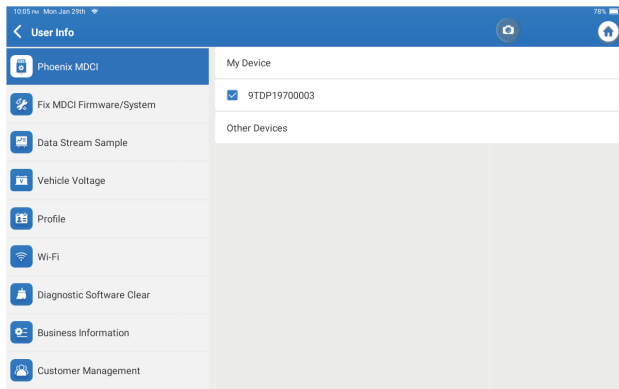 10:05 PM Mon Jan 29th
78%
User Info
Phoenix MDCI
Fix MDCI Firmware/System
Data Stream Sample
Vehicle Voltage
Profile
Wi-Fi
Diagnostic Software Clear
Business Information
Customer Management
My Device
9TDP19700003
Other Devices